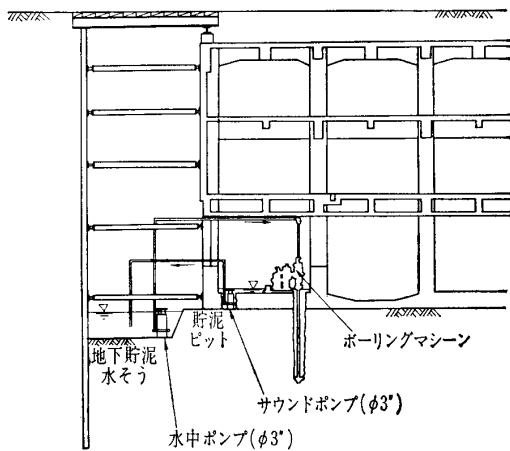 貯泥
ピット
ボーリングマシーン
地下貯泥
水そう
サウンドポンプ(φ3")
水中ポンプ(φ3")